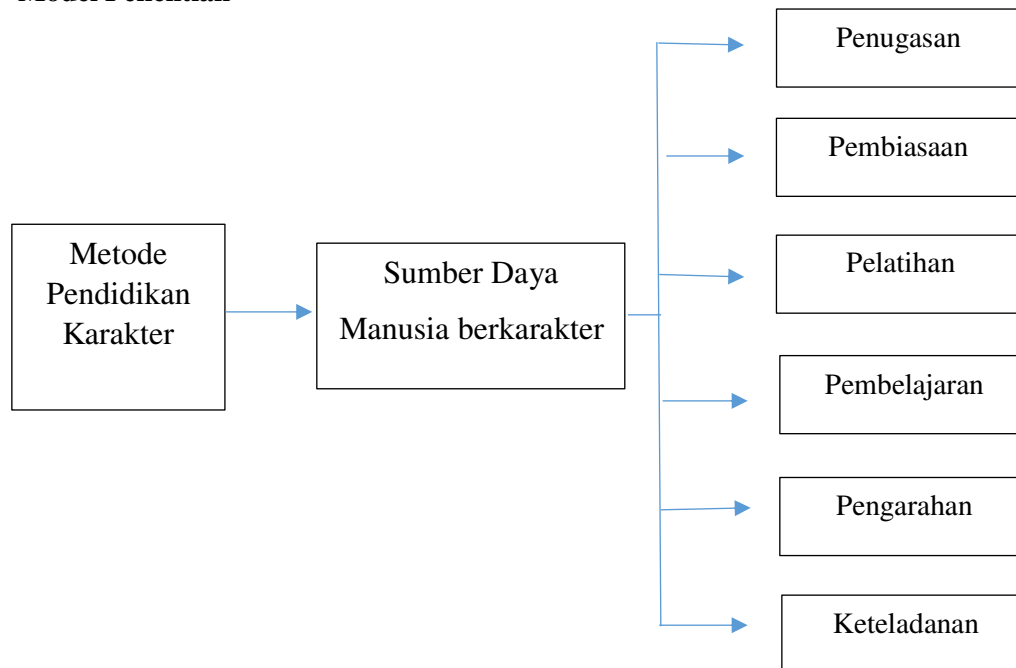 Metode
Pendidikan
Karakter
Sumber Daya
Manusia berkarakter
Penugasan
Pembiasaan
Pelatihan
Pembelajaran
Pengarahan
Keteladanan